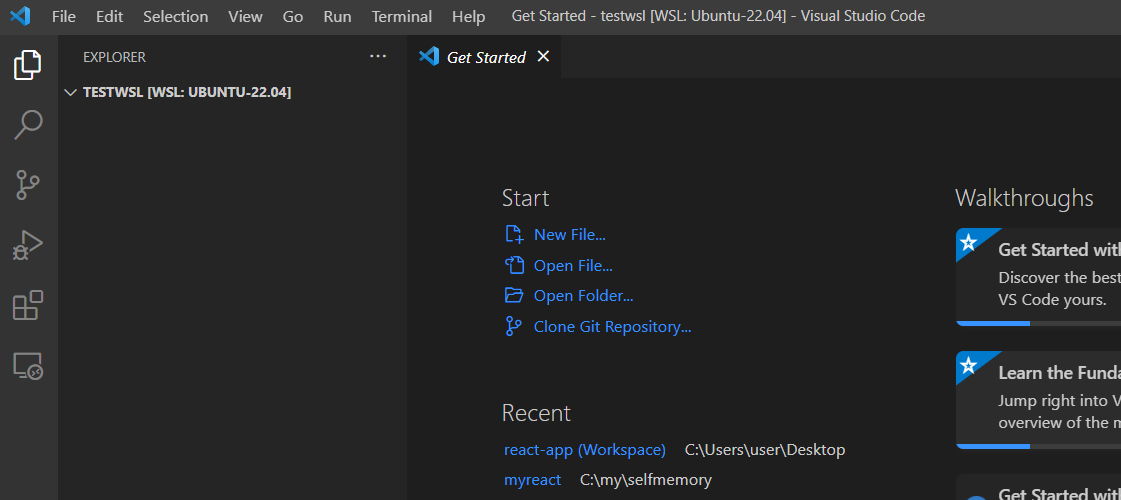 File Edit Selection View Go Run Terminal Help Get Started - testwsl [WSL: Ubuntu-22.04] - Visual Studio Code
EXPLORER ···
TESTWSL [WSL: UBUNTU-22.04]
Get Started
Start
New File...
Open File...
Open Folder...
Clone Git Repository...
Recent
react-app (Workspace) C:\Users\user\Desktop
myreact C:\my\selfmemory
Walkthroughs
Get Started with
Discover the best
VS Code yours.
Learn the Funda
Jump right into V
overview of the m
Get Started with